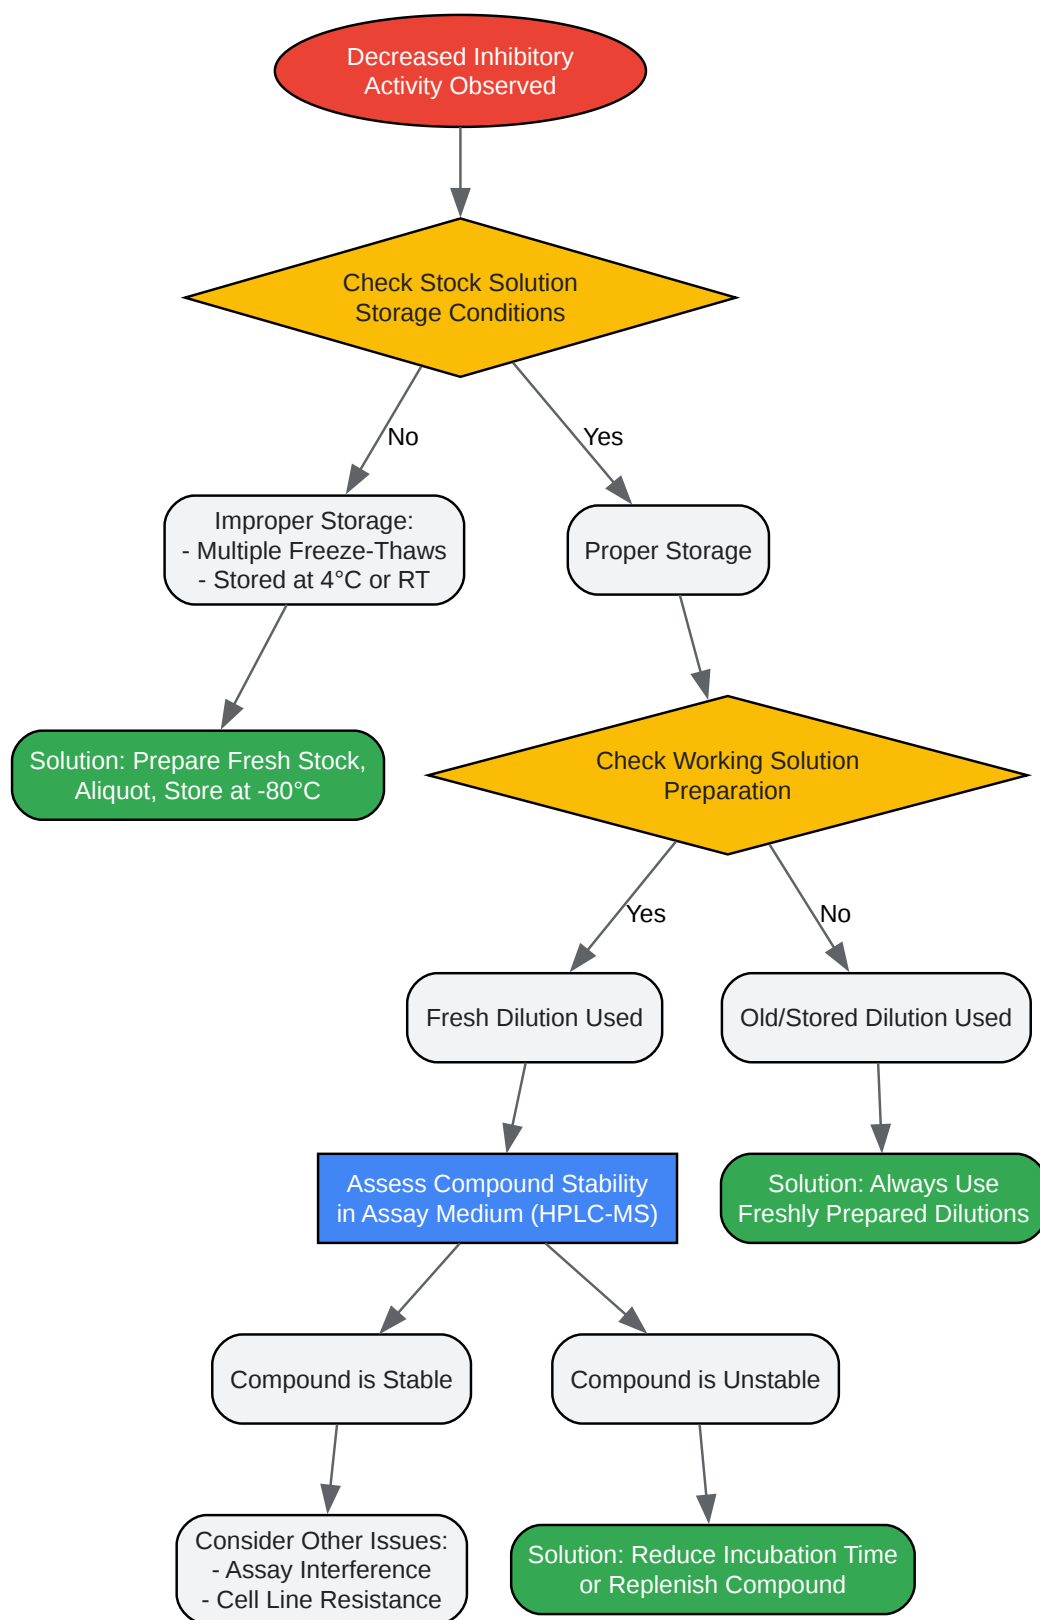 Decreased Inhibitory
Activity Observed
Check Stock Solution
Storage Conditions
No
Yes
Improper Storage:
- Multiple Freeze-Thaws
- Stored at 4°C or RT
Proper Storage
Solution: Prepare Fresh Stock,
Aliquot, Store at -80°C
Check Working Solution
Preparation
Yes
No
Fresh Dilution Used
Old/Stored Dilution Used
Assess Compound Stability
in Assay Medium (HPLC-MS)
Solution: Always Use
Freshly Prepared Dilutions
Compound is Stable
Compound is Unstable
Consider Other Issues:
- Assay Interference
- Cell Line Resistance
Solution: Reduce Incubation Time
or Replenish Compound